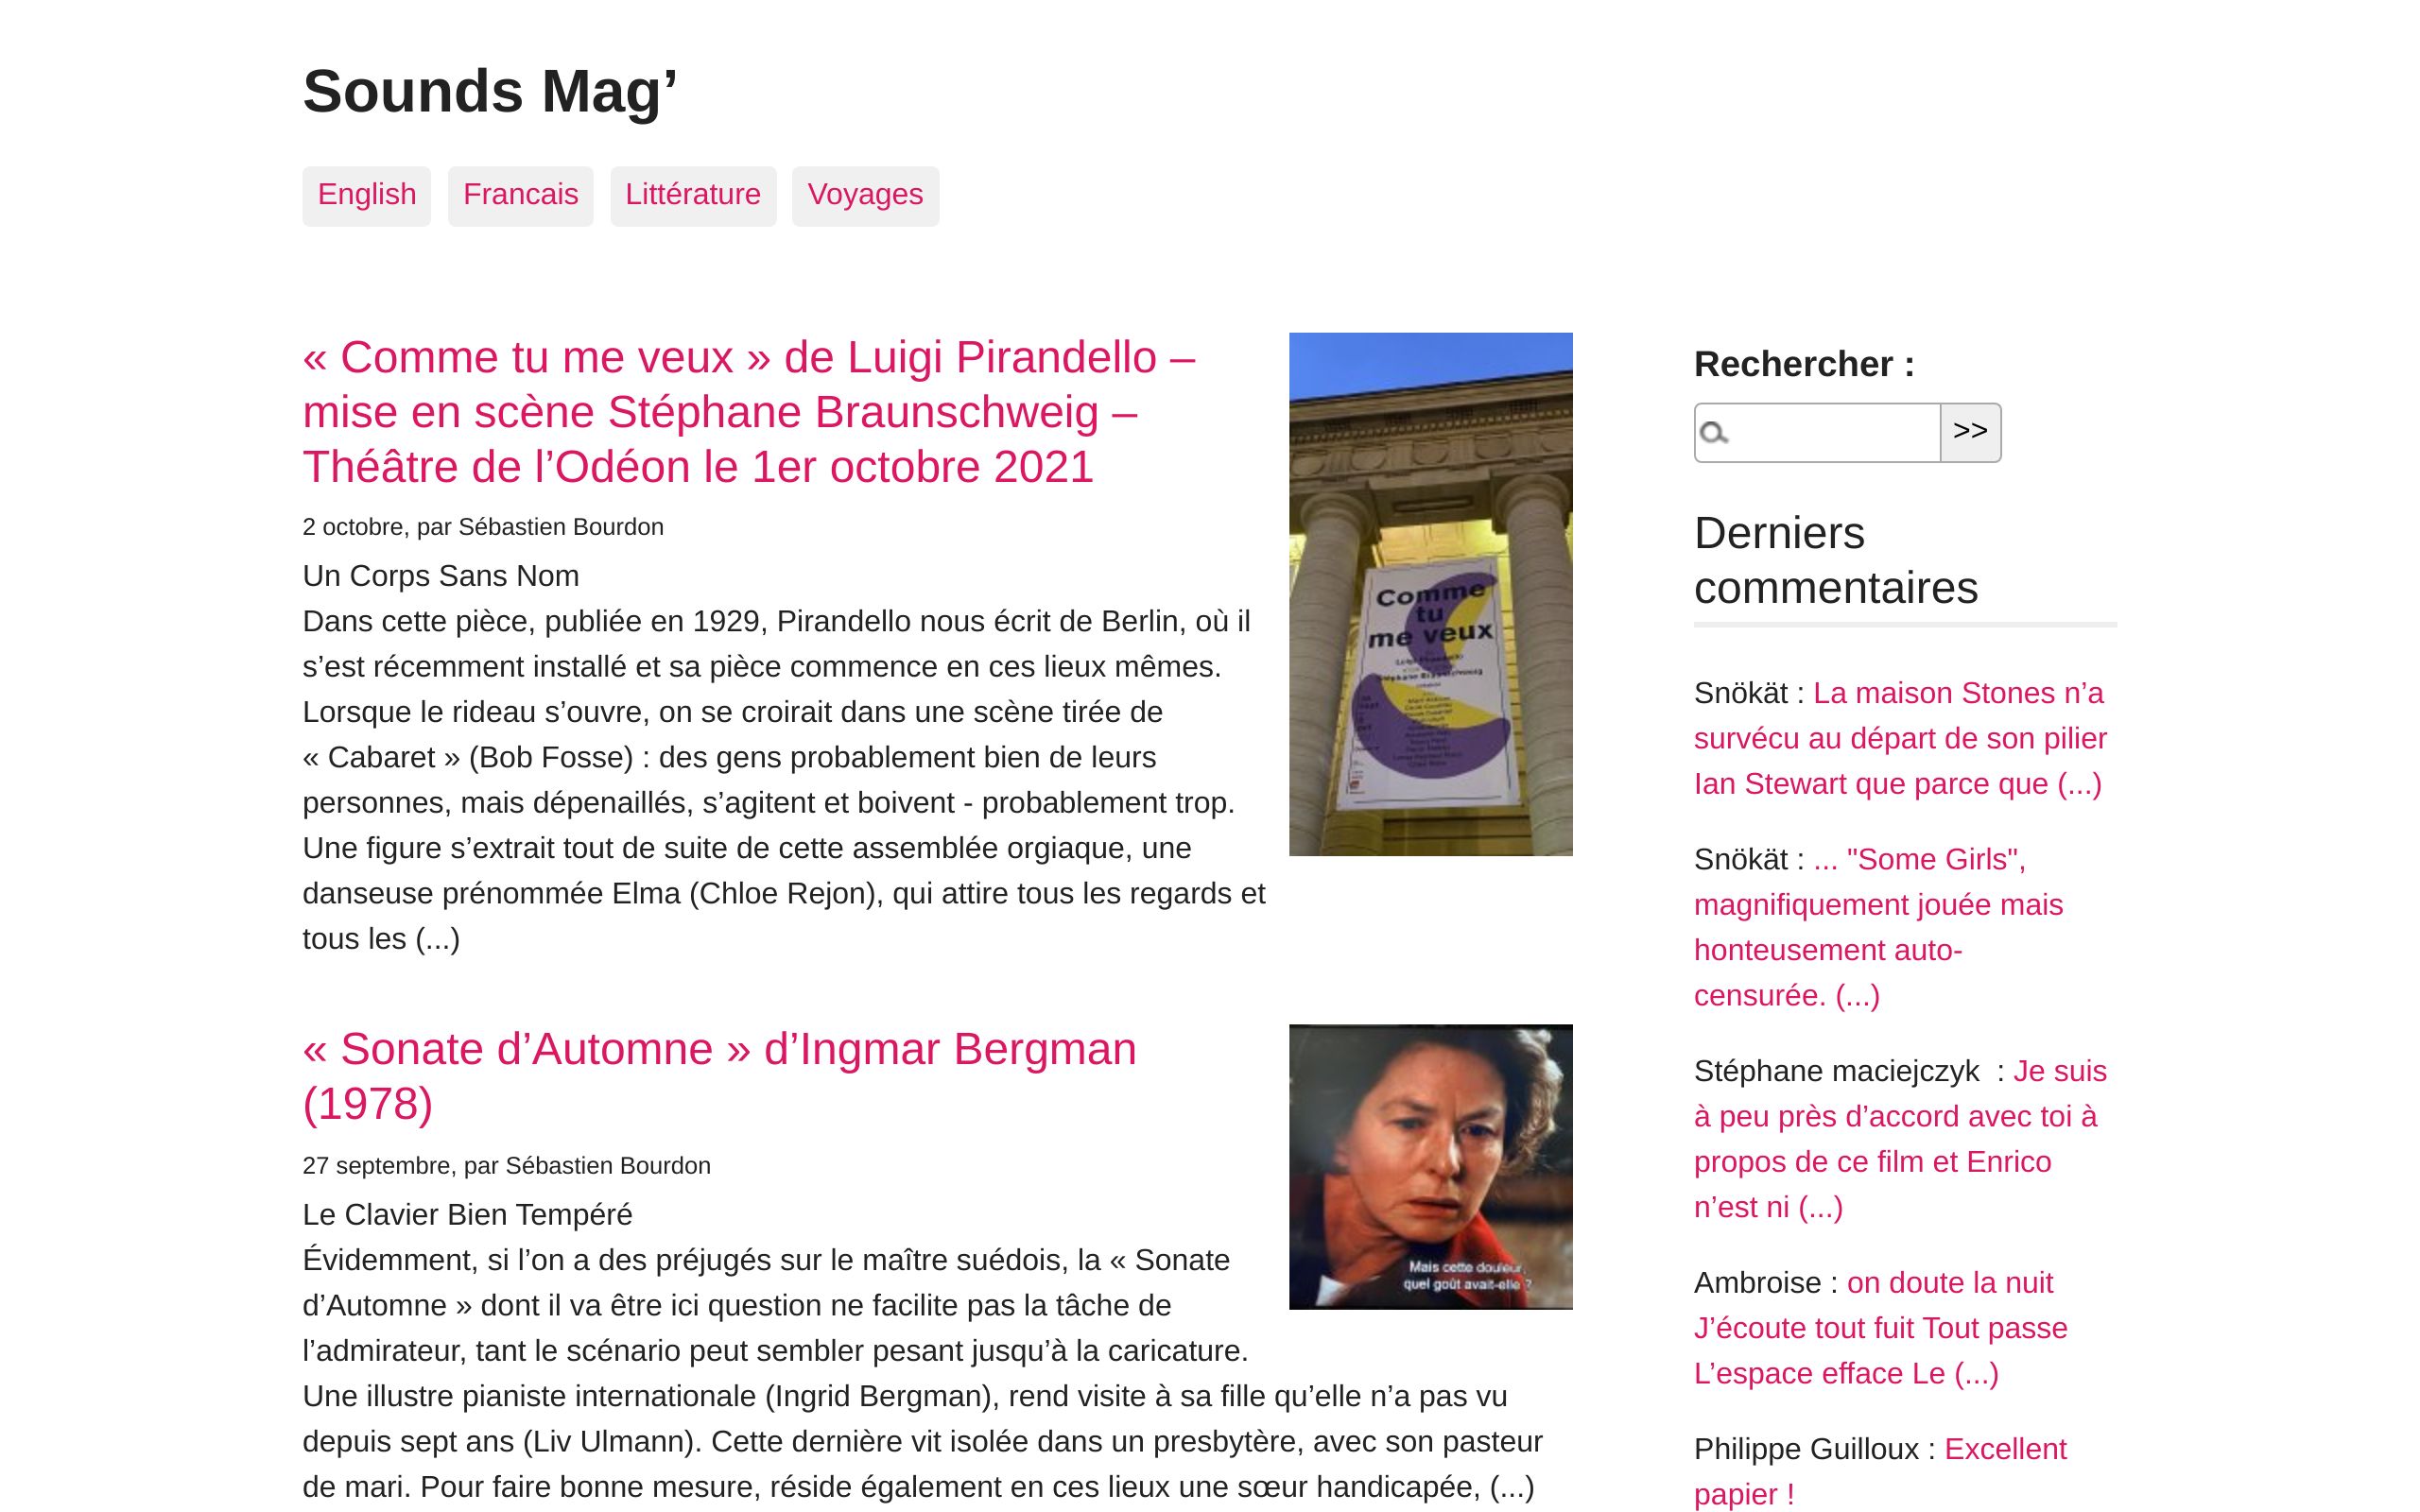 Sounds Mag’
English Francais Littérature Voyages
« Comme tu me veux » de Luigi Pirandello –
mise en scène Stéphane Braunschweig –
Théâtre de l’Odéon le 1er octobre 2021
2 octobre, par Sébastien Bourdon
Un Corps Sans Nom
Dans cette pièce, publiée en 1929, Pirandello nous écrit de Berlin, où il
s’est récemment installé et sa pièce commence en ces lieux mêmes.
Lorsque le rideau s’ouvre, on se croirait dans une scène tirée de
« Cabaret » (Bob Fosse) : des gens probablement bien de leurs
personnes, mais dépenaillés, s’agitent et boivent - probablement trop.
Une figure s’extrait tout de suite de cette assemblée orgiaque, une
danseuse prénommée Elma (Chloe Rejon), qui attire tous les regards et
tous les (...)
Comme
tu
me veux
« Sonate d’Automne » d’Ingmar Bergman
(1978)
27 septembre, par Sébastien Bourdon
Le Clavier Bien Tempéré
Évidemment, si l’on a des préjugés sur le maître suédois, la « Sonate
d’Automne » dont il va être ici question ne facilite pas la tâche de
l’admirateur, tant le scénario peut sembler pesant jusqu’à la caricature.
Une illustre pianiste internationale (Ingrid Bergman), rend visite à sa fille qu’elle n’a pas vu
depuis sept ans (Liv Ulmann). Cette dernière vit isolée dans un presbytère, avec son pasteur
de mari. Pour faire bonne mesure, réside également en ces lieux une sœur handicapée, (...)
Mais cette douleur,
quel goût avait-elle ?
Rechercher :
>>
Derniers
commentaires
Snökät : La maison Stones n’a
survécu au départ de son pilier
Ian Stewart que parce que (...)
Snökät : ... "Some Girls",
magnifiquement jouée mais
honteusement auto-
censurée. (...)
Stéphane maciejczyk  : Je suis
à peu près d’accord avec toi à
propos de ce film et Enrico
n’est ni (...)
Ambroise : on doute la nuit
J’écoute tout fuit Tout passe
L’espace efface Le (...)
Philippe Guilloux : Excellent
papier !